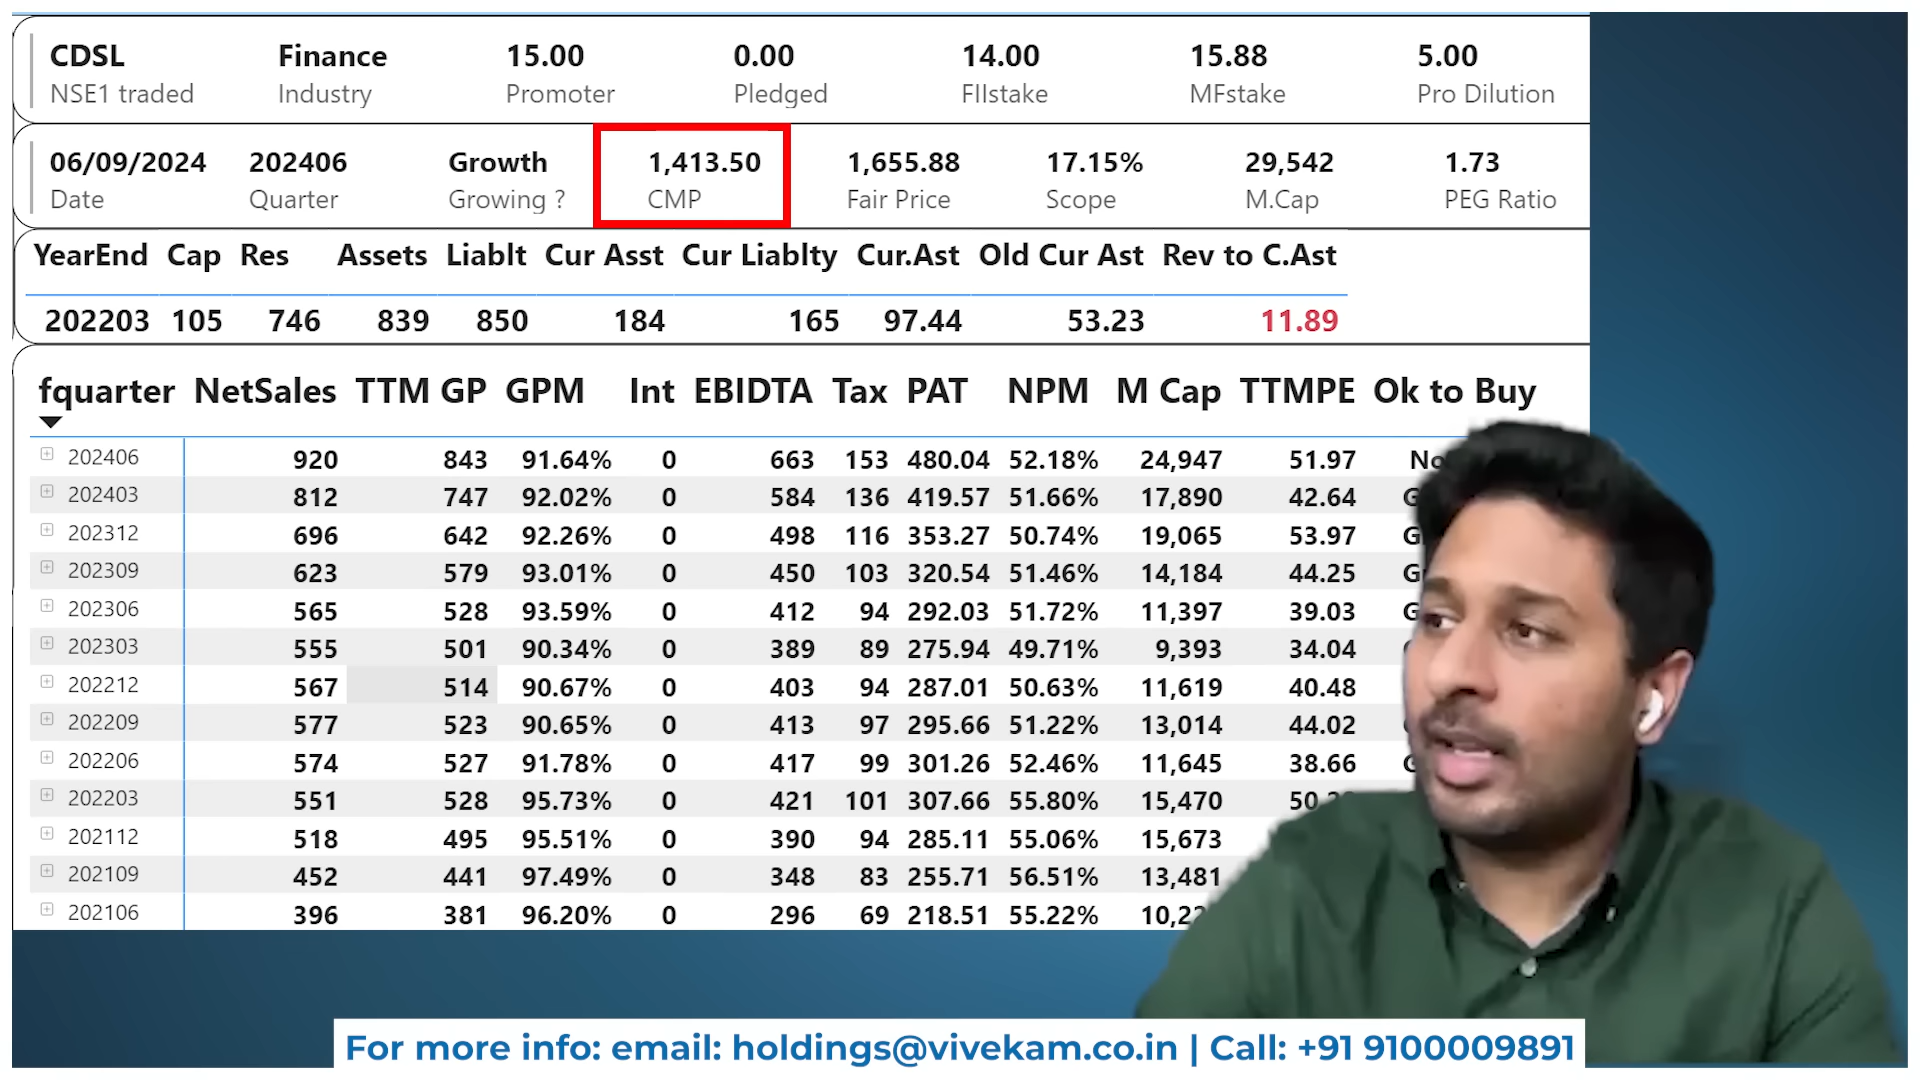 CDSL Finance 15.00 0.00 14.00 15.88 5.00
NSE1 traded Industry Promoter Pledged FIIstake MFstake Pro Dilution
06/09/2024 202406 Growth 1,413.50 1,655.88 17.15% 29,542 1.73
Date Quarter Growing ? CMP Fair Price Scope M.Cap PEG Ratio
YearEnd Cap Res Assets Liablt Cur Asst Cur Liablty Cur.Ast Old Cur Ast Rev to C.Ast
202203 105 746 839 850 184 165 97.44 53.23 11.89
fquarter NetSales TTM GP GPM Int EBIDTA Tax PAT NPM M Cap TTMPE Ok to Buy
202406 920 843 91.64% 0 663 153 480.04 52.18% 24,947 51.97
202403 812 747 92.02% 0 584 136 419.57 51.66% 17,890 42.64
202312 696 642 92.26% 0 498 116 353.27 50.74% 19,065 53.97
202309 623 579 93.01% 0 450 103 320.54 51.46% 14,184 44.25
202306 565 528 93.59% 0 412 94 292.03 51.72% 11,397 39.03
202303 555 501 90.34% 0 389 89 275.94 49.71% 9,393 34.04
202212 567 514 90.67% 0 403 94 287.01 50.63% 11,619 40.48
202209 577 523 90.65% 0 413 97 295.66 51.22% 13,014 44.02
202206 574 527 91.78% 0 417 99 301.26 52.46% 11,645 38.66
202203 551 528 95.73% 0 421 101 307.66 55.80% 15,470
202112 518 495 95.51% 0 390 94 285.11 55.06% 15,673
202109 452 441 97.49% 0 348 83 255.71 56.51% 13,481
202106 396 381 96.20% 0 296 69 218.51 55.22%
For more info: email: holdings@vivekam.co.in | Call: +91 9100009891